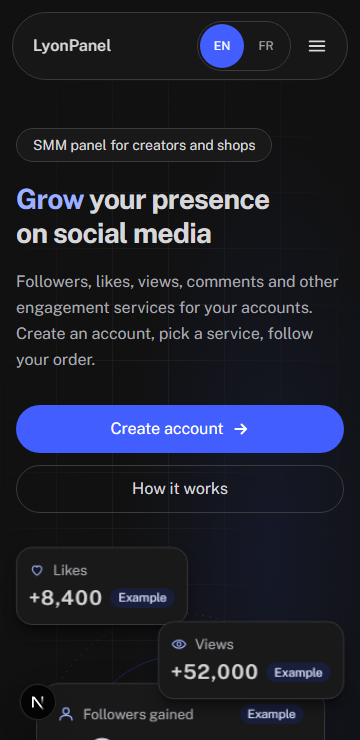 LyonPanel
EN FR
SMM panel for creators and shops
Grow your presence
on social media
Followers, likes, views, comments and other
engagement services for your accounts.
Create an account, pick a service, follow
your order.
Create account →
How it works
Likes
+8,400 Example
Views
+52,000 Example
N
Followers gained Example